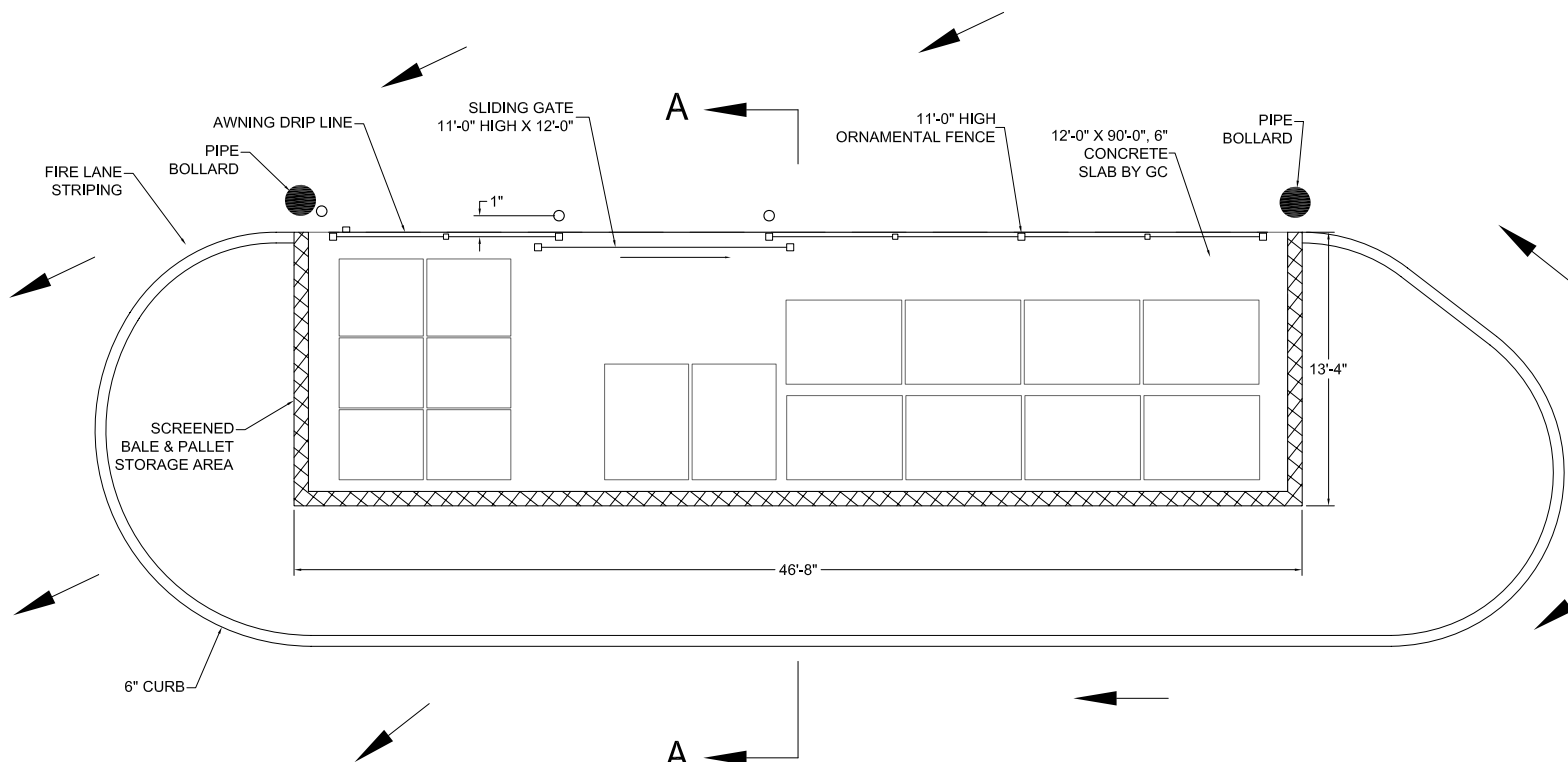 A
SLIDING GATE
11'-0" HIGH X 12'-0"
AWNING DRIP LINE
PIPE
BOLLARD
FIRE LANE
STRIPING
11'-0" HIGH
ORNAMENTAL FENCE
12'-0" X 90'-0", 6"
CONCRETE
SLAB BY GC
PIPE
BOLLARD
1"
13'-4"
SCREENED
BALE & PALLET
STORAGE AREA
46'-8"
6" CURB
A